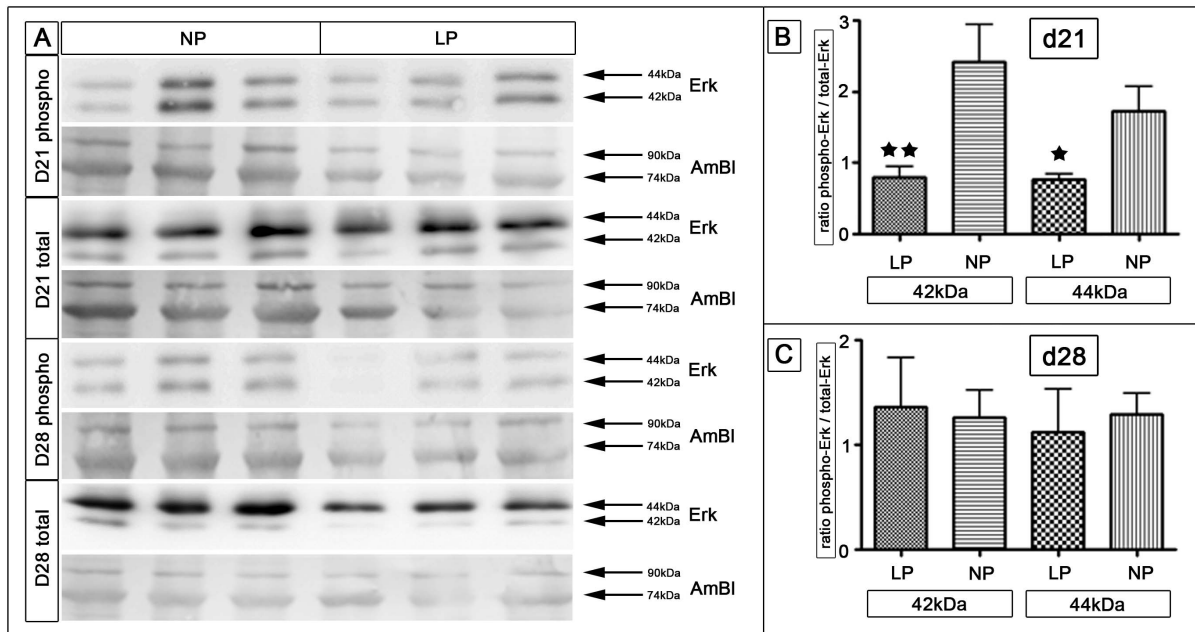 A
NP LP
D21 phospho
44kDa
42kDa
Erk
90kDa
74kDa
AmBl
D21 total
44kDa
42kDa
Erk
90kDa
74kDa
AmBl
D28 phospho
44kDa
42kDa
Erk
90kDa
74kDa
AmBl
D28 total
44kDa
42kDa
Erk
90kDa
74kDa
AmBl
B
d21
ratio phospho-Erk / total-Erk
3
2
1
0
LP NP LP NP
42kDa 44kDa
C
d28
ratio phospho-Erk / total-Erk
2
1
0
LP NP LP NP
42kDa 44kDa